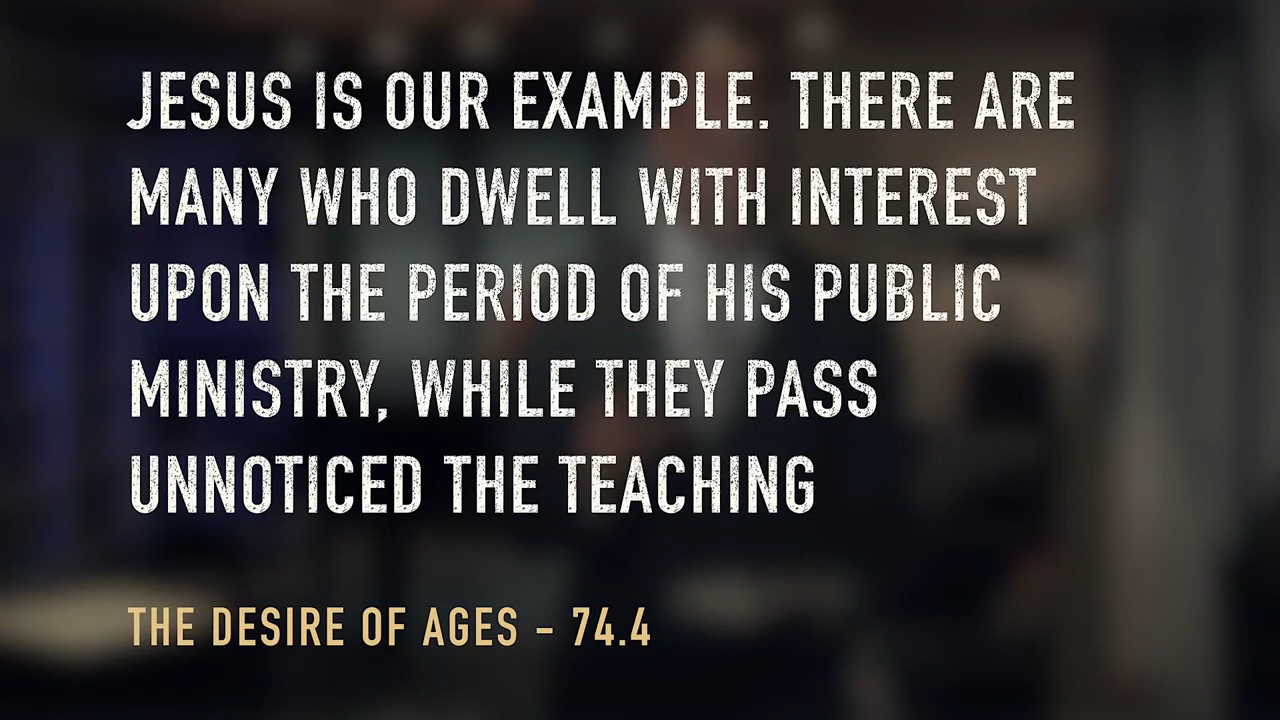 JESUS IS OUR EXAMPLE. THERE ARE
MANY WHO DWELL WITH INTEREST
UPON THE PERIOD OF HIS PUBLIC
MINISTRY, WHILE THEY PASS
UNNOTICED THE TEACHING
THE DESIRE OF AGES – 74.4